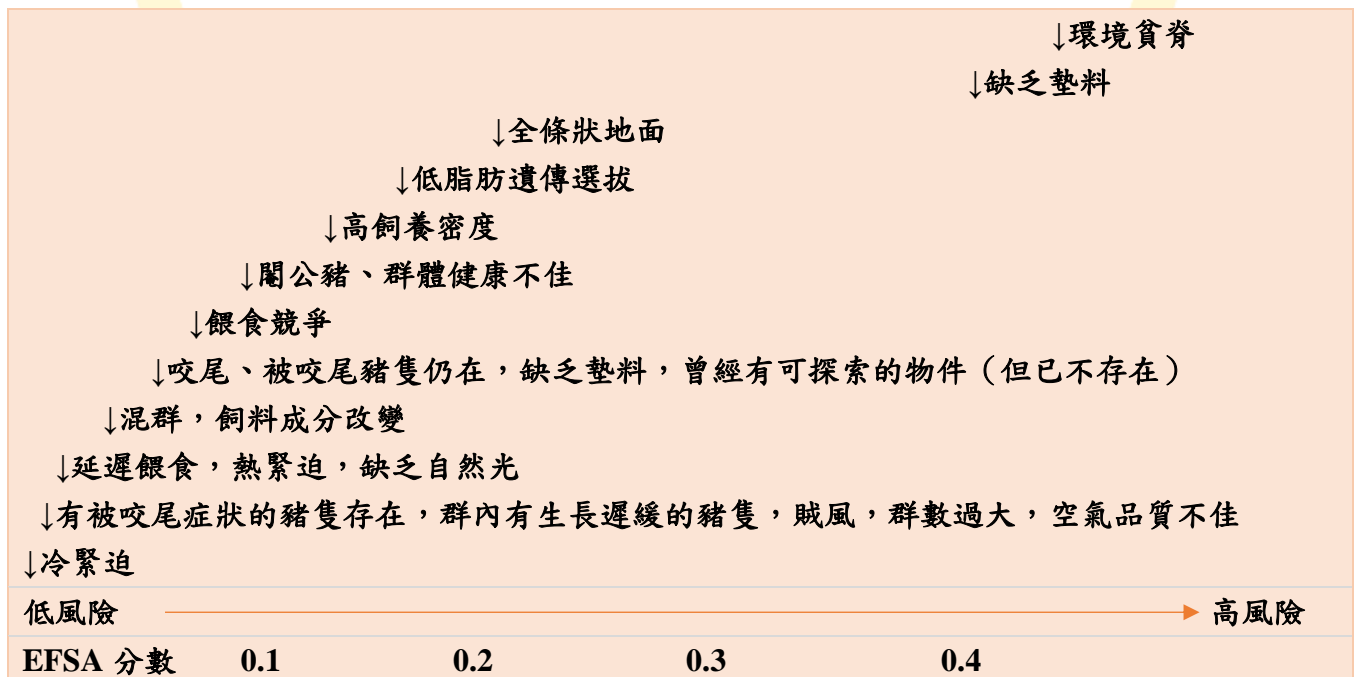 ↓環境貧脊
↓缺乏墊料
↓全條狀地面
↓低脂肪遺傳選拔
↓高飼養密度
↓閹公豬、群體健康不佳
↓餵食競爭
↓咬尾、被咬尾豬隻仍在，缺乏墊料，曾經有可探索的物件（但已不存在）
↓混群，飼料成分改變
↓延遲餵食，熱緊迫，缺乏自然光
↓有被咬尾症狀的豬隻存在，群內有生長遲緩的豬隻，賊風，群數過大，空氣品質不佳
↓冷緊迫
低風險 高風險
EFSA 分數 0.1 0.2 0.3 0.4